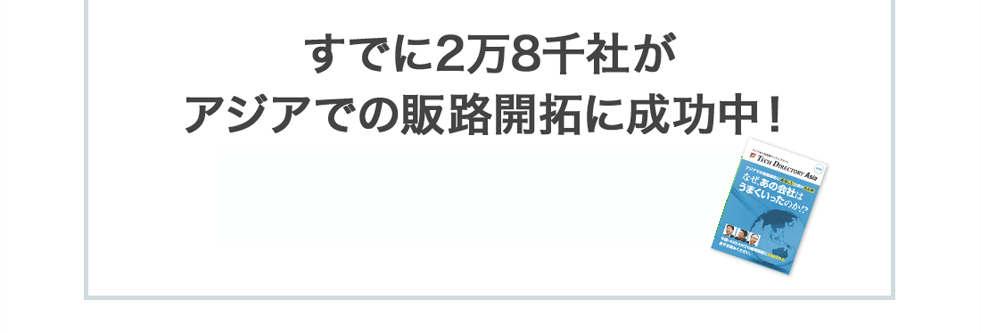 すでに2万8千社が
アジアでの販路開拓に成功中！
TECH DIRECTORY Asia
なぜ、あの会社は
うまくいったのか!?